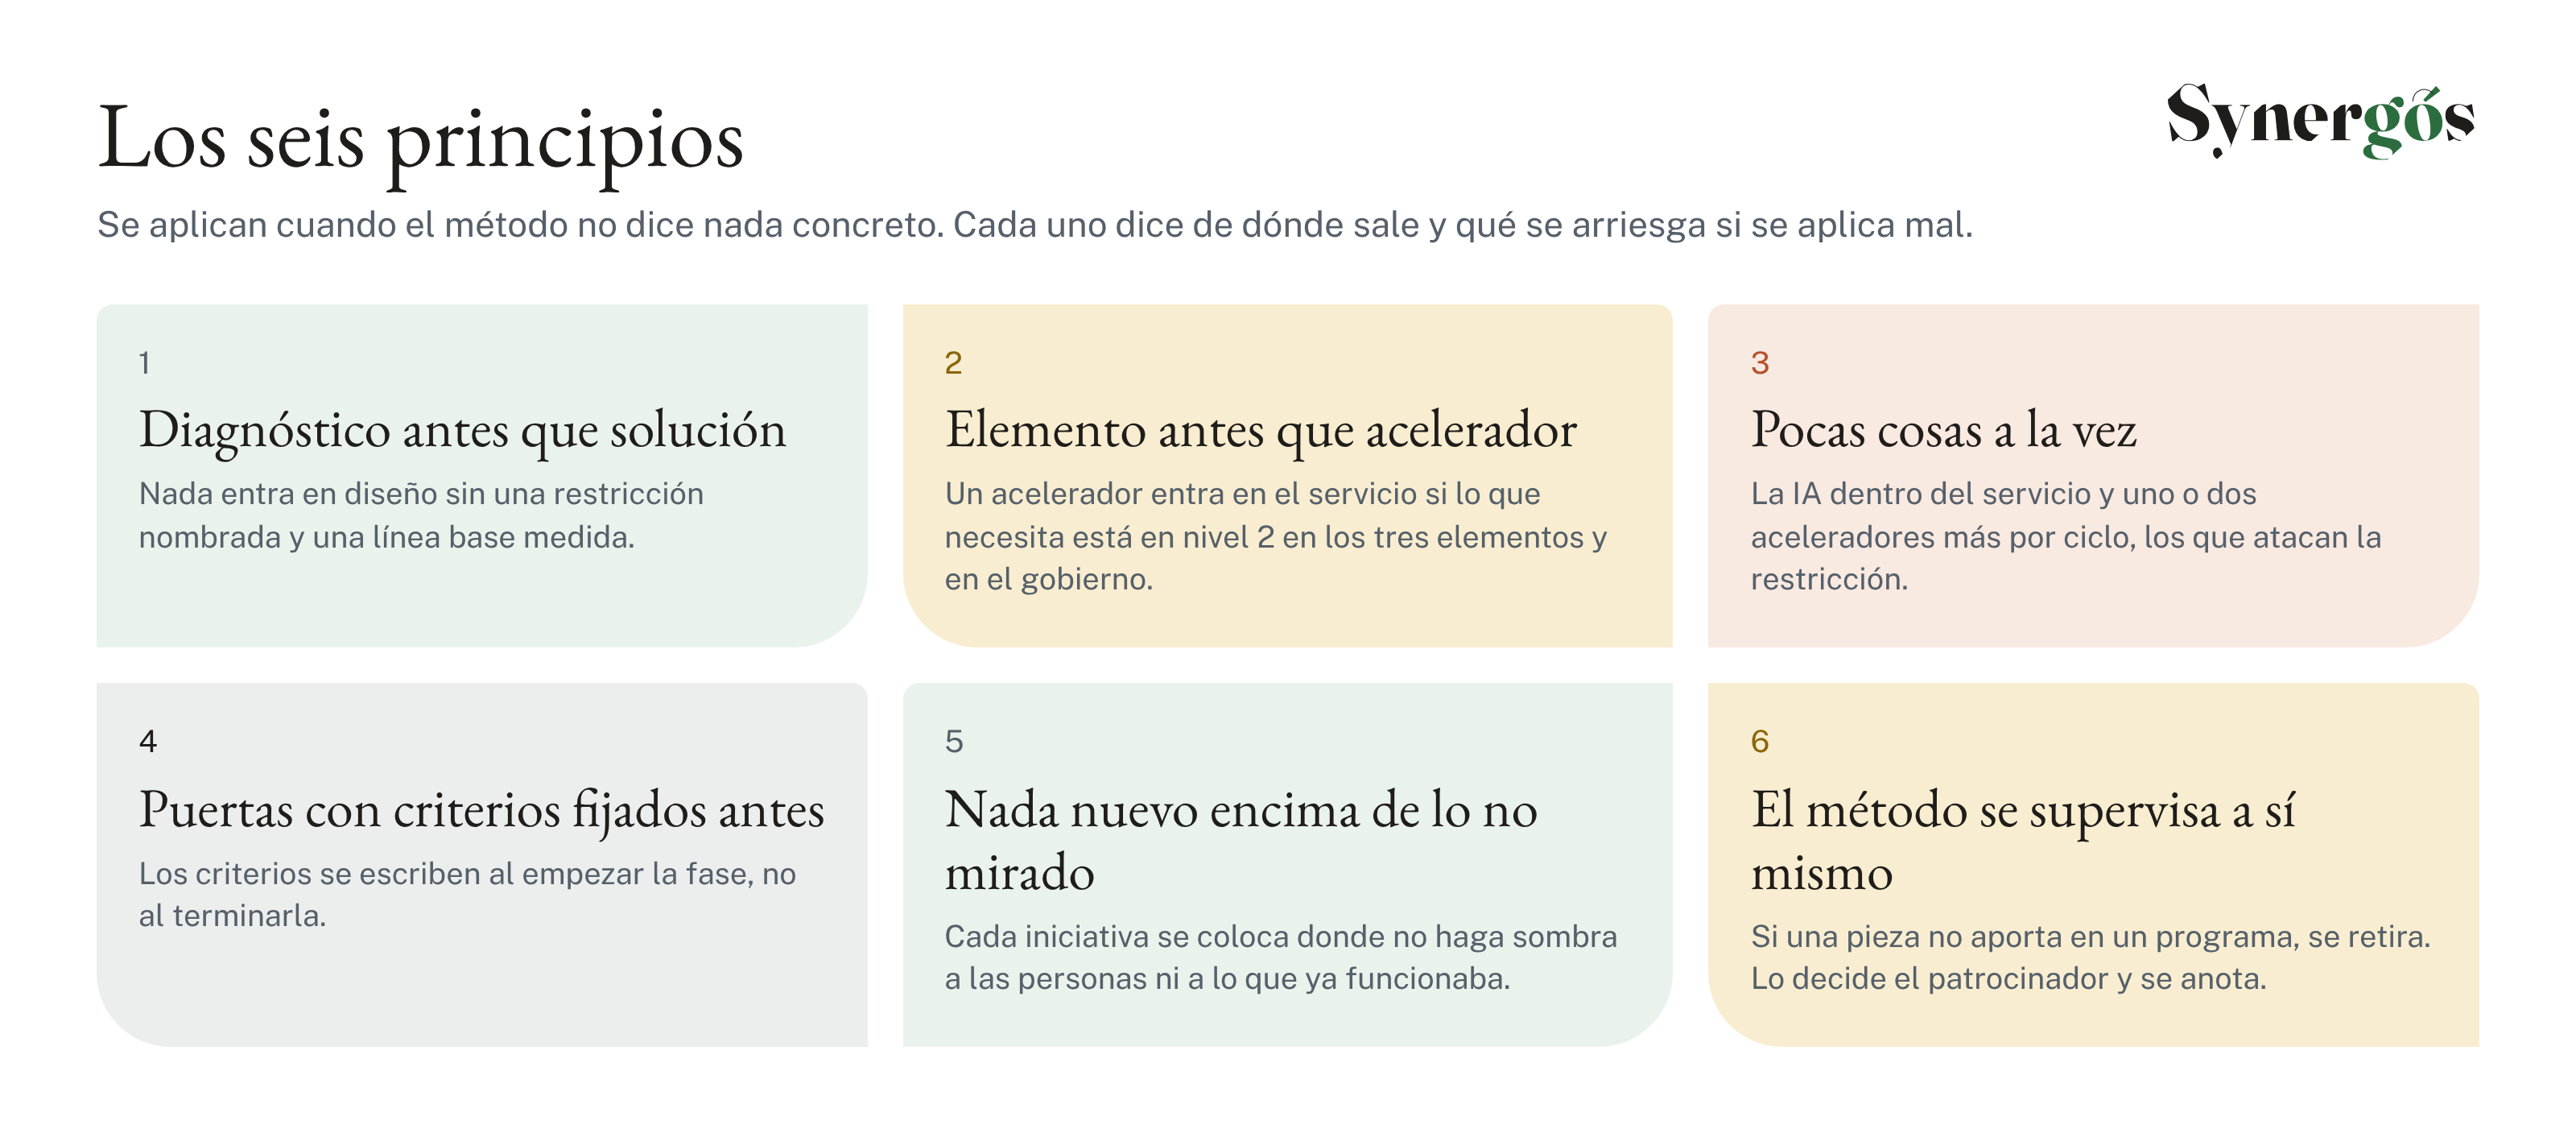 Los seis principios
Synergós
Se aplican cuando el método no dice nada concreto. Cada uno dice de dónde sale y qué se arriesga si se aplica mal.
1
Diagnóstico antes que solución
Nada entra en diseño sin una restricción
nombrada y una línea base medida.
2
Elemento antes que acelerador
Un acelerador entra en el servicio si lo que
necesita está en nivel 2 en los tres elementos y
en el gobierno.
3
Pocas cosas a la vez
La IA dentro del servicio y uno o dos
aceleradores más por ciclo, los que atacan la
restricción.
4
Puertas con criterios fijados antes
Los criterios se escriben al empezar la fase, no
al terminarla.
5
Nada nuevo encima de lo no
mirado
Cada iniciativa se coloca donde no haga sombra
a las personas ni a lo que ya funcionaba.
6
El método se supervisa a sí
mismo
Si una pieza no aporta en un programa, se retira.
Lo decide el patrocinador y se anota.